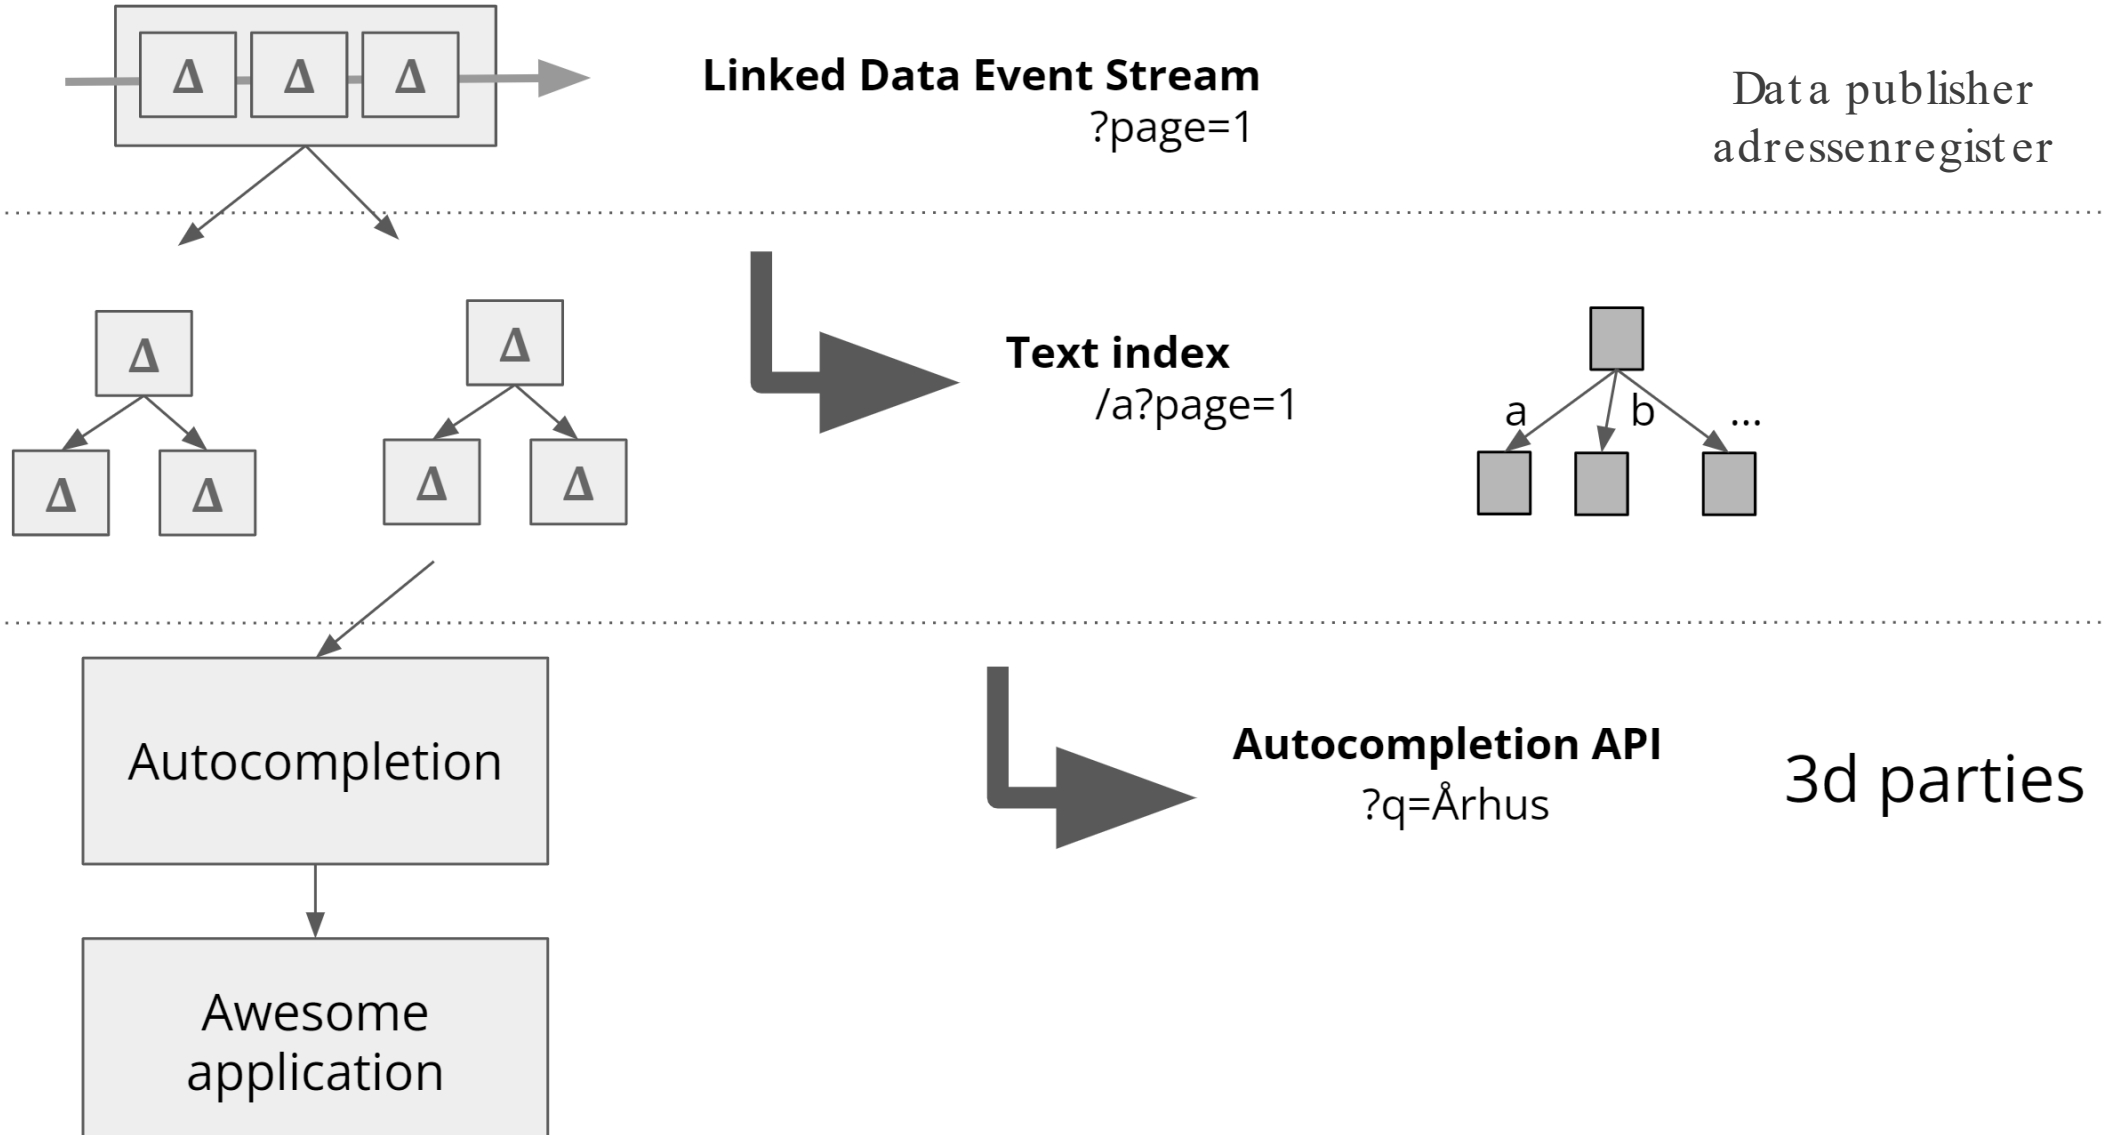 Δ Δ Δ
Linked Data Event Stream
?page=1
Data publisher
adressenregister
Δ
Δ Δ
Δ
Δ Δ
Text index
/a?page=1
a b ...
Autocompletion
Autocompletion API
?q=Århus
3d parties
Awesome
application